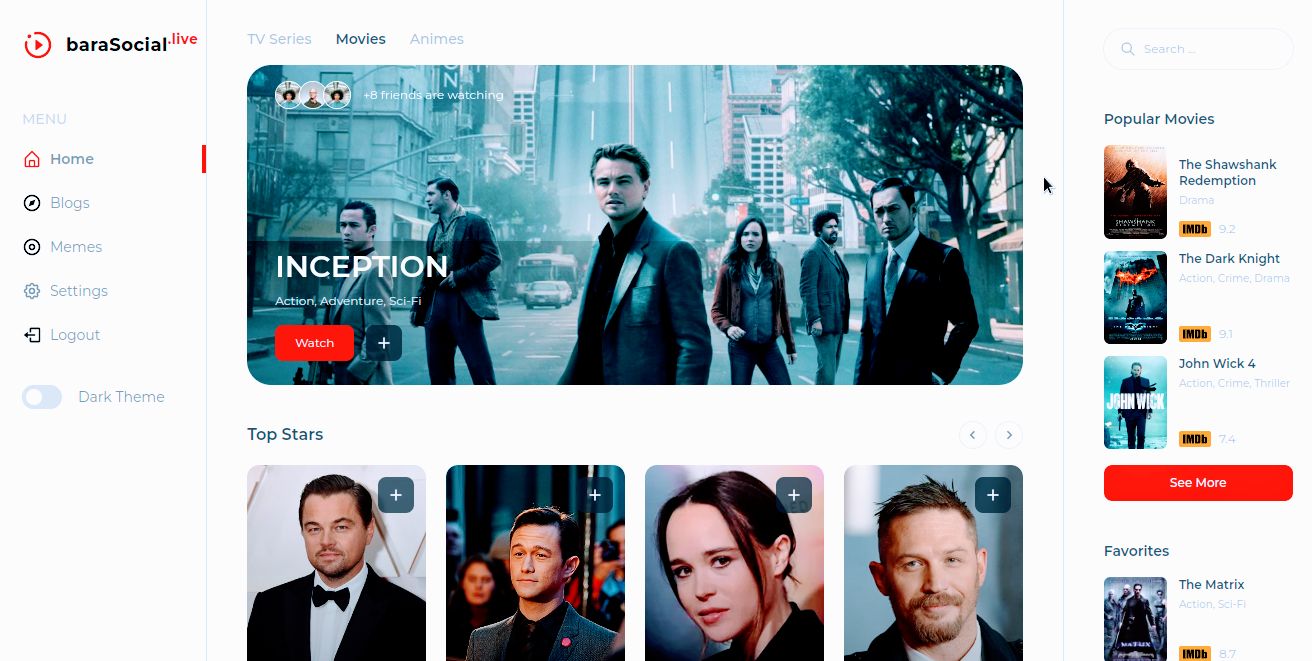 baraSocial.live
MENU
Home
Blogs
Memes
Settings
Logout
Dark Theme
TV Series
Movies
Animes
+8 friends are watching
INCEPTION
Action, Adventure, Sci-Fi
Watch
+
Top Stars
+
+
+
+
Search ...
Popular Movies
The Shawshank
Redemption
Drama
IMDb 9.2
The Dark Knight
Action, Crime, Drama
IMDb 9.1
JOHN WICK
John Wick 4
Action, Crime, Thriller
IMDb 7.4
See More
Favorites
The Matrix
Action, Sci-Fi
IMDb 8.7